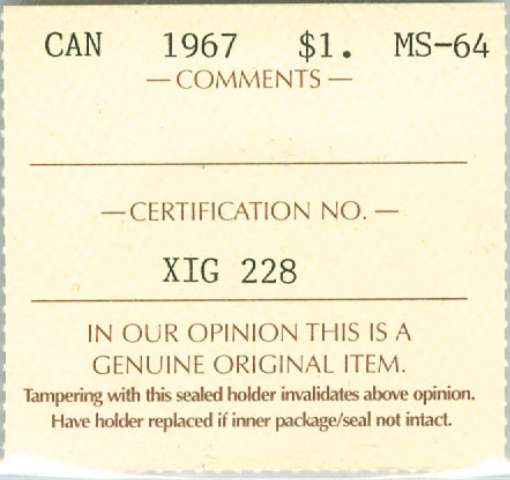 CAN 1967 $1. MS-64
— COMMENTS —
— CERTIFICATION NO. —
XIG 228
IN OUR OPINION THIS IS A
GENUINE ORIGINAL ITEM.
Tampering with this sealed holder invalidates above opinion.
Have holder replaced if inner package/seal not intact.